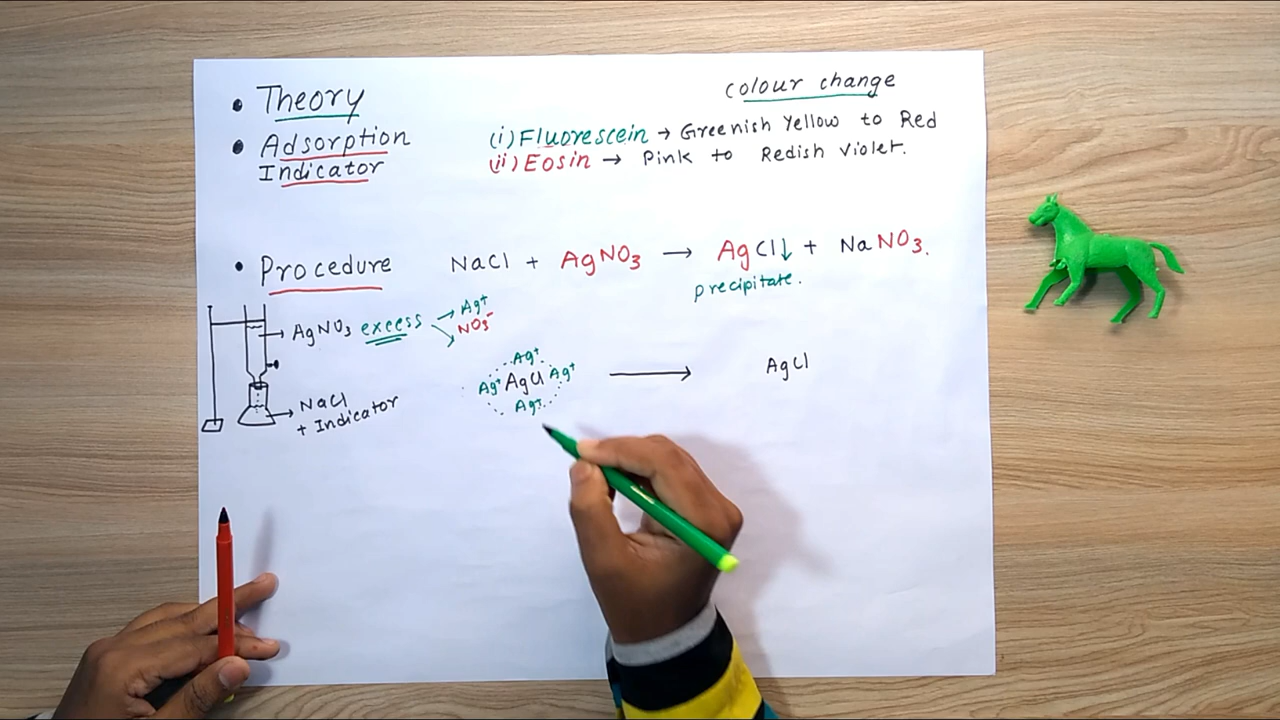 • Theory
colour change
• Adsorption
Indicator
(i) Fluorescein → Greenish Yellow to Red
(ii) Eosin → Pink to Redish Violet.
• Procedure
NaCl + AgNO3 → AgCl↓ + NaNO3.
precipitate.
AgNO3 excess
Ag+
NO3-
NaCl
+ Indicator
Ag+
Ag+ AgCl Ag+
Ag+
→ AgCl